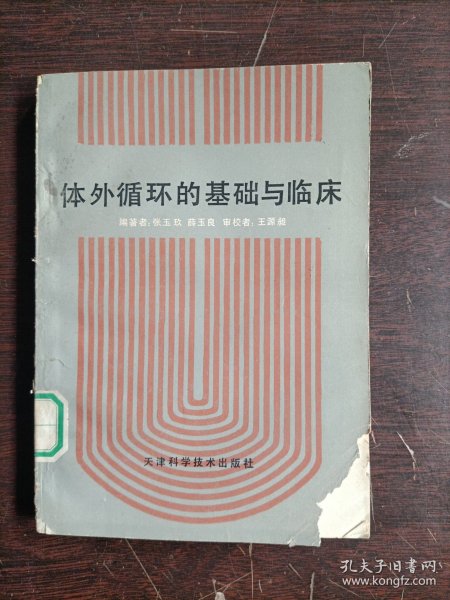 体外循环的基础与临床
编著者：张玉玖 薛玉良 审校者：王源昶
天津科学技术出版社
孔夫子旧书网
www.kongfz.com